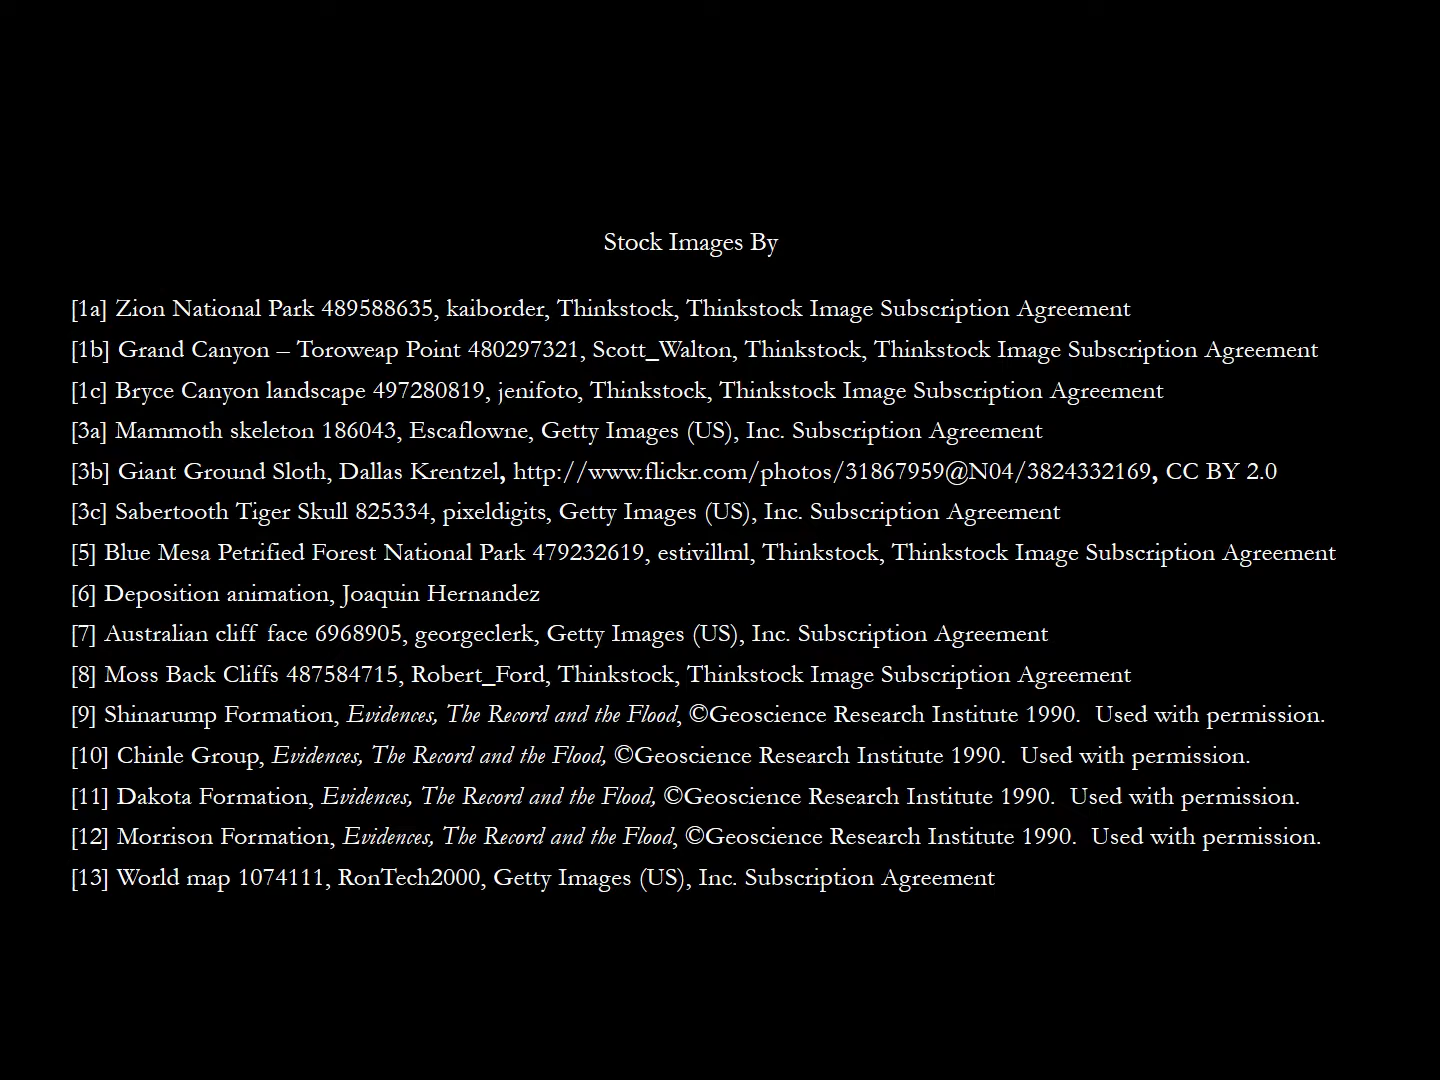 Stock Images By
[1a] Zion National Park 489588635, kaiborder, Thinkstock, Thinkstock Image Subscription Agreement
[1b] Grand Canyon – Toroweap Point 480297321, Scott_Walton, Thinkstock, Thinkstock Image Subscription Agreement
[1c] Bryce Canyon landscape 497280819, jenifoto, Thinkstock, Thinkstock Image Subscription Agreement
[3a] Mammoth skeleton 186043, Escaflowne, Getty Images (US), Inc. Subscription Agreement
[3b] Giant Ground Sloth, Dallas Krentzel, http://www.flickr.com/photos/31867959@N04/3824332169, CC BY 2.0
[3c] Sabertooth Tiger Skull 825334, pixeldigits, Getty Images (US), Inc. Subscription Agreement
[5] Blue Mesa Petrified Forest National Park 479232619, estivillml, Thinkstock, Thinkstock Image Subscription Agreement
[6] Deposition animation, Joaquin Hernandez
[7] Australian cliff face 6968905, georgeclerk, Getty Images (US), Inc. Subscription Agreement
[8] Moss Back Cliffs 487584715, Robert_Ford, Thinkstock, Thinkstock Image Subscription Agreement
[9] Shinarump Formation, Evidences, The Record and the Flood, ©Geoscience Research Institute 1990.  Used with permission.
[10] Chinle Group, Evidences, The Record and the Flood, ©Geoscience Research Institute 1990.  Used with permission.
[11] Dakota Formation, Evidences, The Record and the Flood, ©Geoscience Research Institute 1990.  Used with permission.
[12] Morrison Formation, Evidences, The Record and the Flood, ©Geoscience Research Institute 1990.  Used with permission.
[13] World map 1074111, RonTech2000, Getty Images (US), Inc. Subscription Agreement